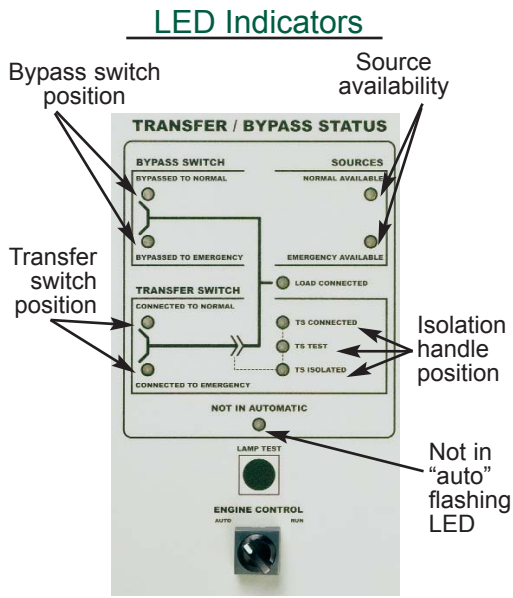 LED Indicators
Bypass switch
position
Source
availability
TRANSFER / BYPASS STATUS
BYPASS SWITCH
SOURCES
BYPASSED TO NORMAL
NORMAL AVAILABLE
BYPASSED TO EMERGENCY
EMERGENCY AVAILABLE
Transfer
switch
position
LOAD CONNECTED
TRANSFER SWITCH
CONNECTED TO NORMAL
TS CONNECTED
TS TEST
TS ISOLATED
CONNECTED TO EMERGENCY
Isolation
handle
position
NOT IN AUTOMATIC
Not in
“auto”
flashing
LED
LAMP TEST
ENGINE CONTROL
AUTO
RUN